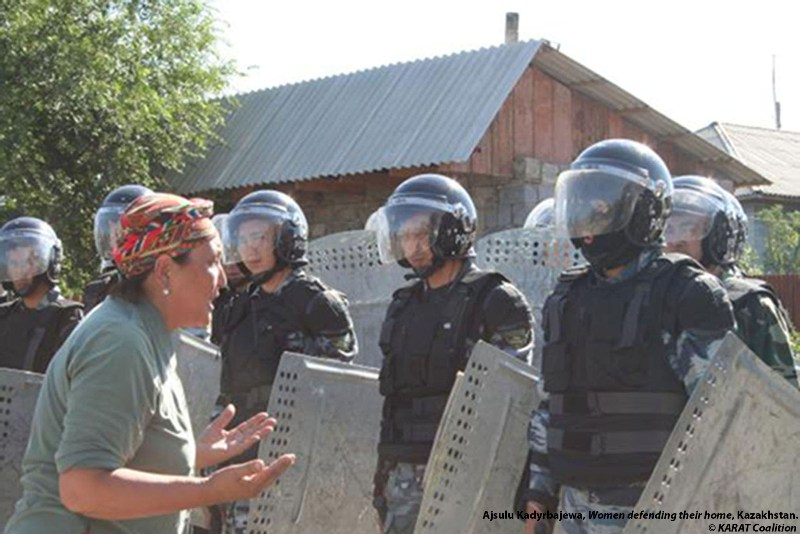 Ajsulu Kadyrbajewa, Women defending their home, Kazakhstan.
© KARAT Coalition